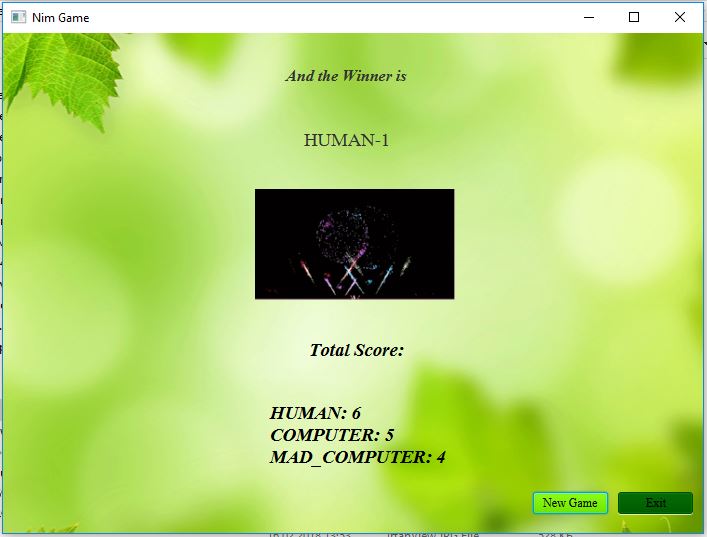 Nim Game
And the Winner is
HUMAN-1
Total Score:
HUMAN: 6
COMPUTER: 5
MAD_COMPUTER: 4
New Game
Exit